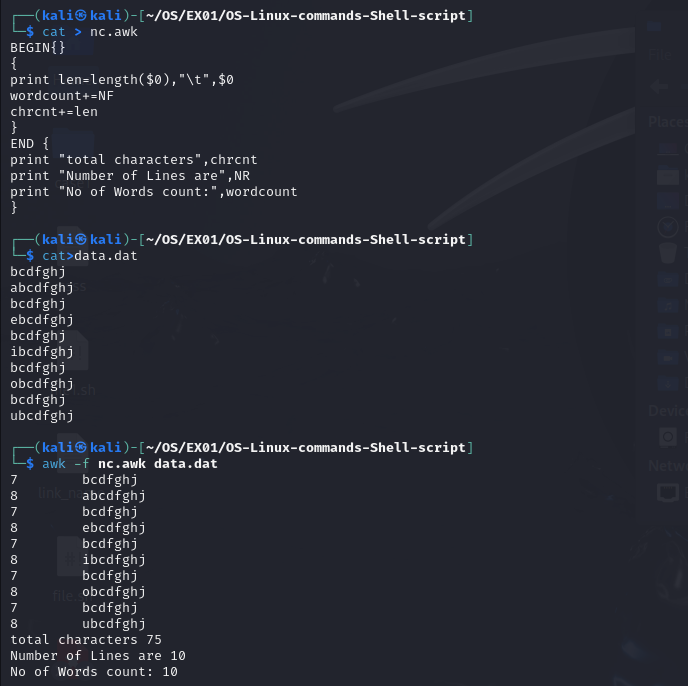 ┌──(kali㉿kali)-[~/OS/EX01/OS-Linux-commands-Shell-script]
└─$ cat > nc.awk
BEGIN{}
{
print len=length($0),"\t",$0
wordcount+=NF
chrcnt+=len
}
END {
print "total characters",chrcnt
print "Number of Lines are",NR
print "No of Words count:",wordcount
}
┌──(kali㉿kali)-[~/OS/EX01/OS-Linux-commands-Shell-script]
└─$ cat>data.dat
bcdfghj
abcdfghj
bcdfghj
ebcdfghj
bcdfghj
ibcdfghj
bcdfghj
obcdfghj
bcdfghj
ubcdfghj
┌──(kali㉿kali)-[~/OS/EX01/OS-Linux-commands-Shell-script]
└─$ awk -f nc.awk data.dat
7 bcdfghj
8 abcdfghj
7 bcdfghj
8 ebcdfghj
7 bcdfghj
8 ibcdfghj
7 bcdfghj
8 obcdfghj
7 bcdfghj
8 ubcdfghj
total characters 75
Number of Lines are 10
No of Words count: 10
File
Places